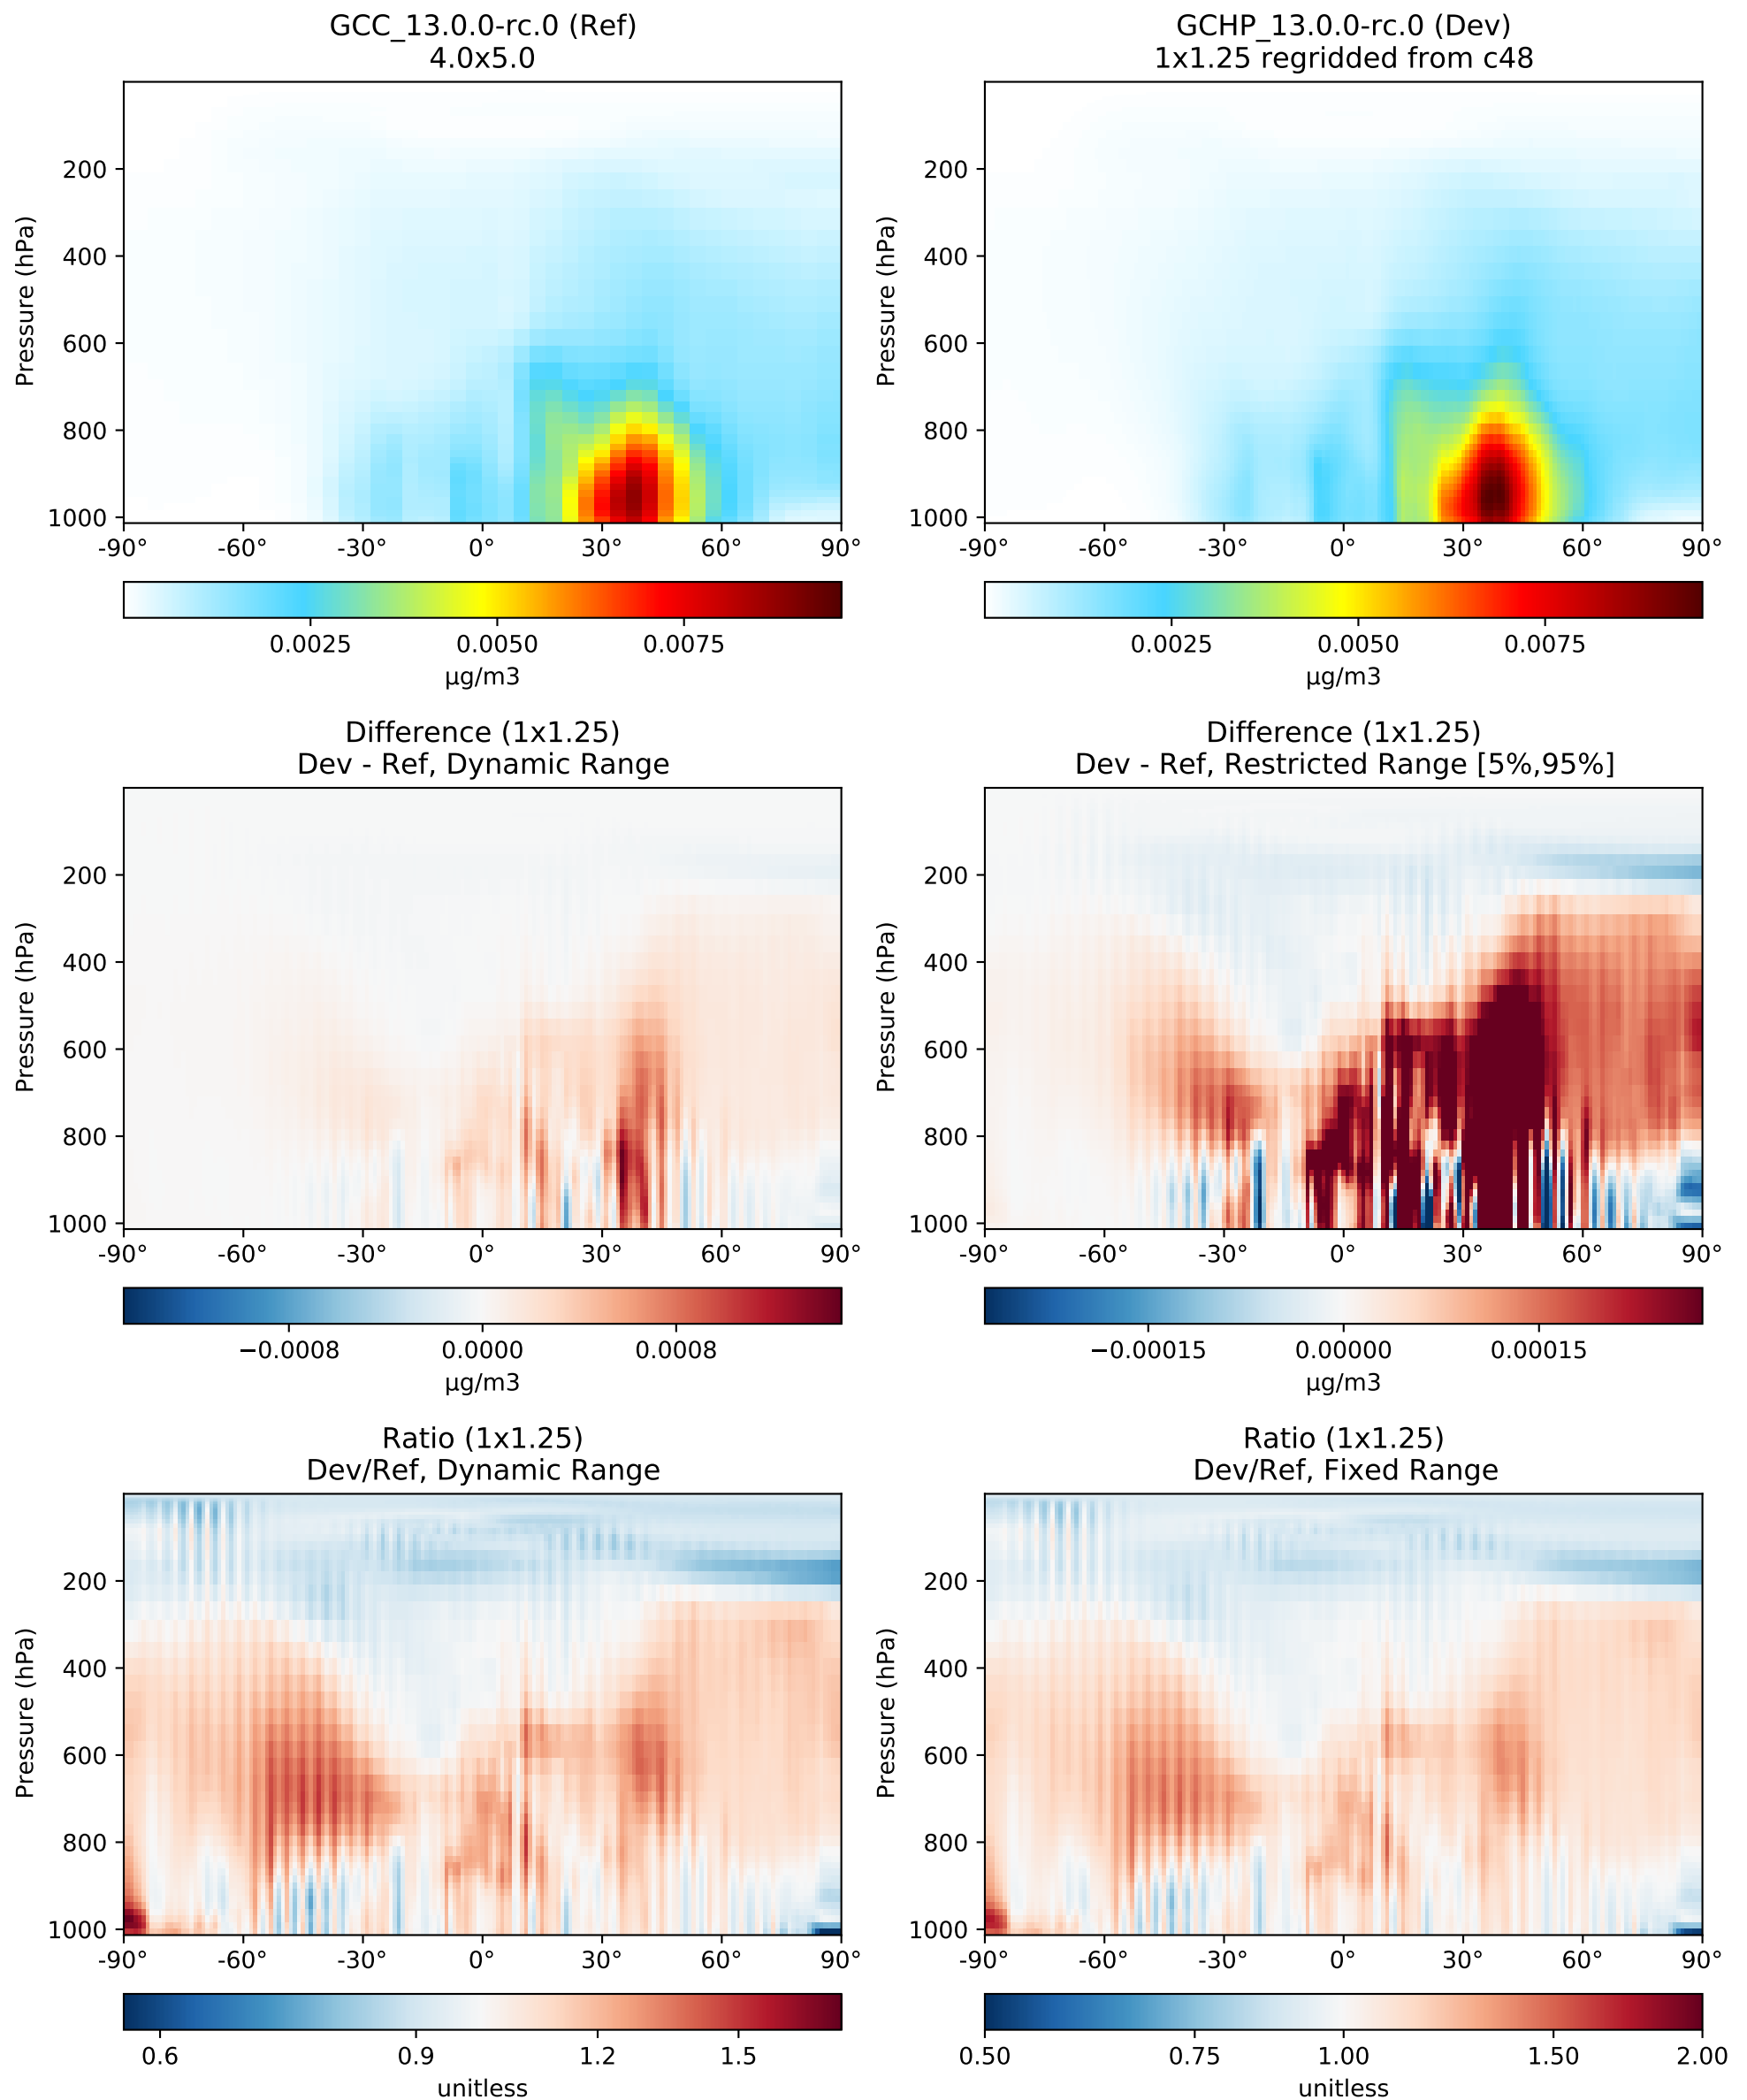 GCC_13.0.0-rc.0 (Ref)
4.0x5.0
Pressure (hPa)
200
400
600
800
1000
-90° -60° -30° 0° 30° 60° 90°
0.0025 0.0050 0.0075
µg/m3
GCHP_13.0.0-rc.0 (Dev)
1x1.25 regridded from c48
Pressure (hPa)
200
400
600
800
1000
-90° -60° -30° 0° 30° 60° 90°
0.0025 0.0050 0.0075
µg/m3
Difference (1x1.25)
Dev - Ref, Dynamic Range
Pressure (hPa)
200
400
600
800
1000
-90° -60° -30° 0° 30° 60° 90°
−0.0008 0.0000 0.0008
µg/m3
Difference (1x1.25)
Dev - Ref, Restricted Range [5%,95%]
Pressure (hPa)
200
400
600
800
1000
-90° -60° -30° 0° 30° 60° 90°
−0.00015 0.00000 0.00015
µg/m3
Ratio (1x1.25)
Dev/Ref, Dynamic Range
Pressure (hPa)
200
400
600
800
1000
-90° -60° -30° 0° 30° 60° 90°
0.6 0.9 1.2 1.5
unitless
Ratio (1x1.25)
Dev/Ref, Fixed Range
Pressure (hPa)
200
400
600
800
1000
-90° -60° -30° 0° 30° 60° 90°
0.50 0.75 1.00 1.50 2.00
unitless